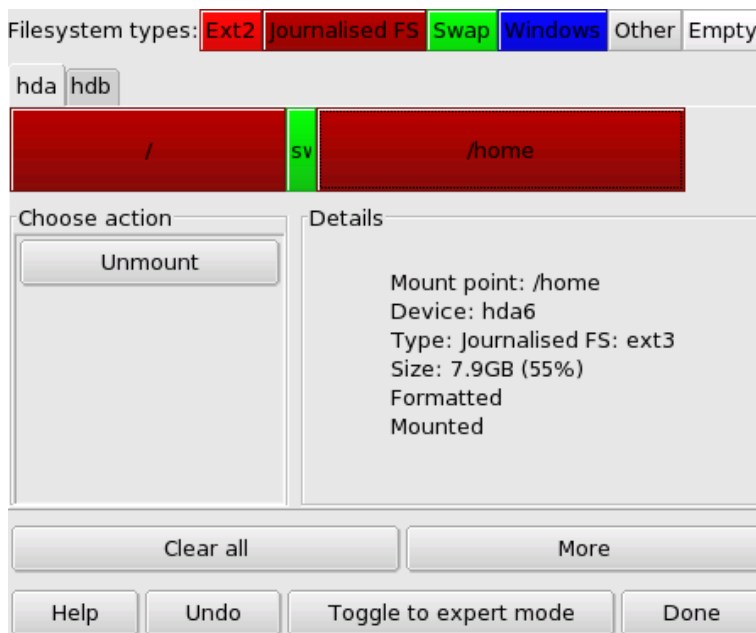 Filesystem types: Ext2 Journalised FS Swap Windows Other Empty
hda hdb
/ sw /home
Choose action
Unmount
Details
Mount point: /home
Device: hda6
Type: Journalised FS: ext3
Size: 7.9GB (55%)
Formatted
Mounted
Clear all More
Help Undo Toggle to expert mode Done